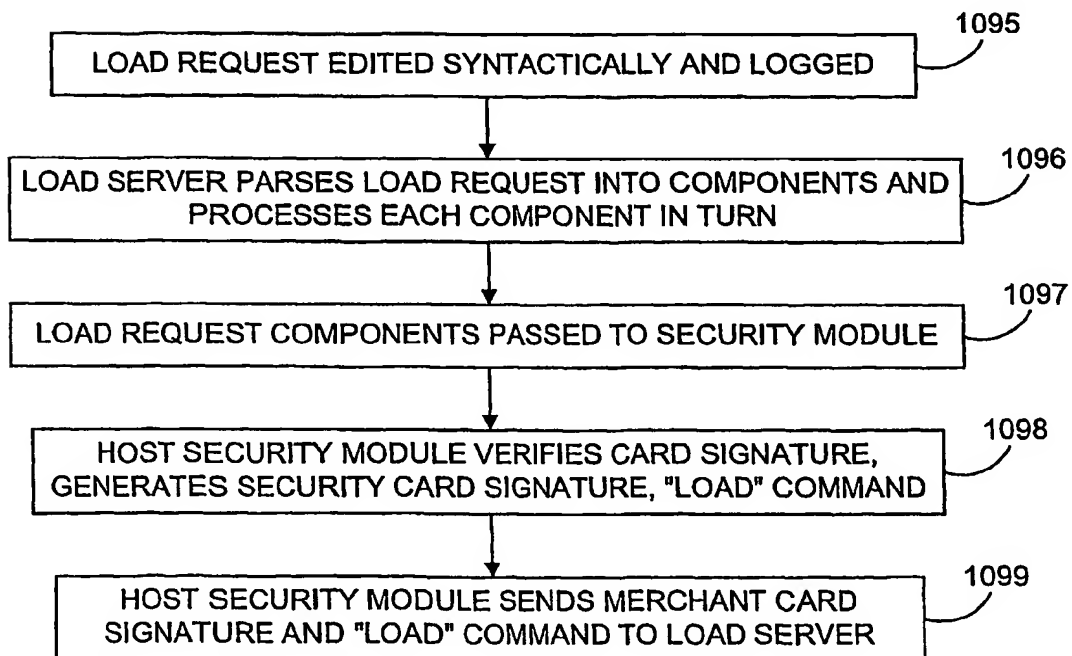 1095
LOAD REQUEST EDITED SYNTACTICALLY AND LOGGED
1096
LOAD SERVER PARSES LOAD REQUEST INTO COMPONENTS AND
PROCESSES EACH COMPONENT IN TURN
1097
LOAD REQUEST COMPONENTS PASSED TO SECURITY MODULE
1098
HOST SECURITY MODULE VERIFIES CARD SIGNATURE,
GENERATES SECURITY CARD SIGNATURE, "LOAD" COMMAND
1099
HOST SECURITY MODULE SENDS MERCHANT CARD
SIGNATURE AND "LOAD" COMMAND TO LOAD SERVER